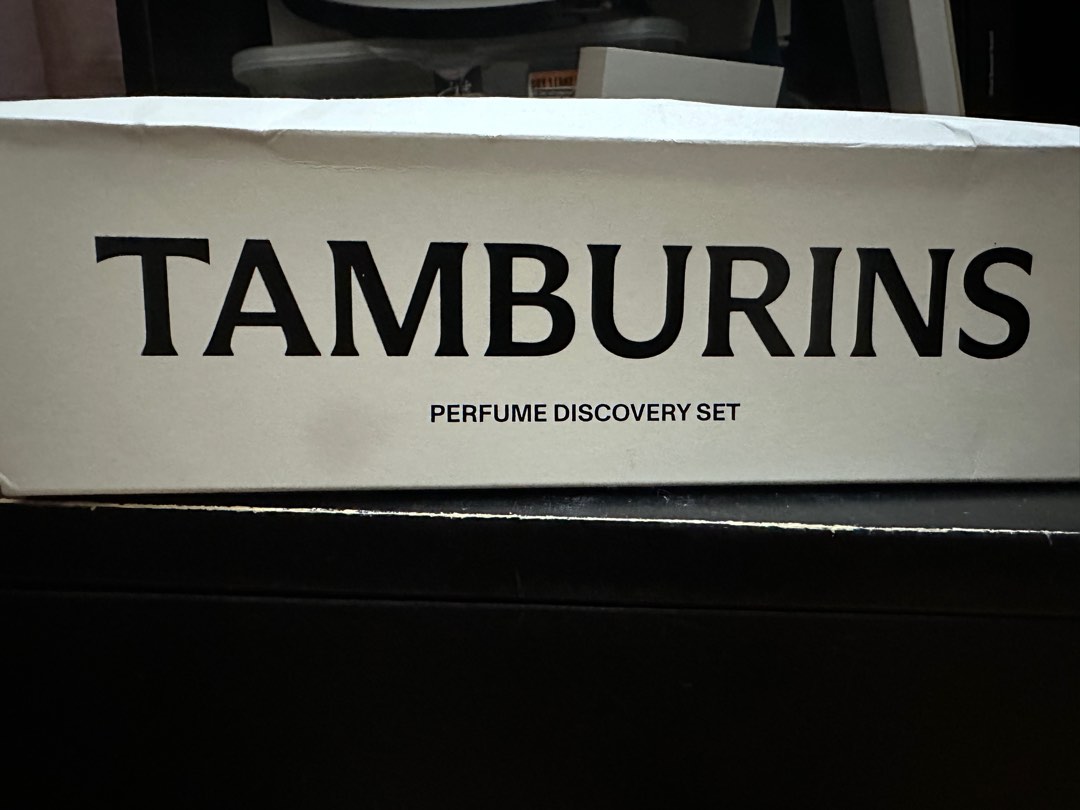 TAMBURINS
PERFUME DISCOVERY SET